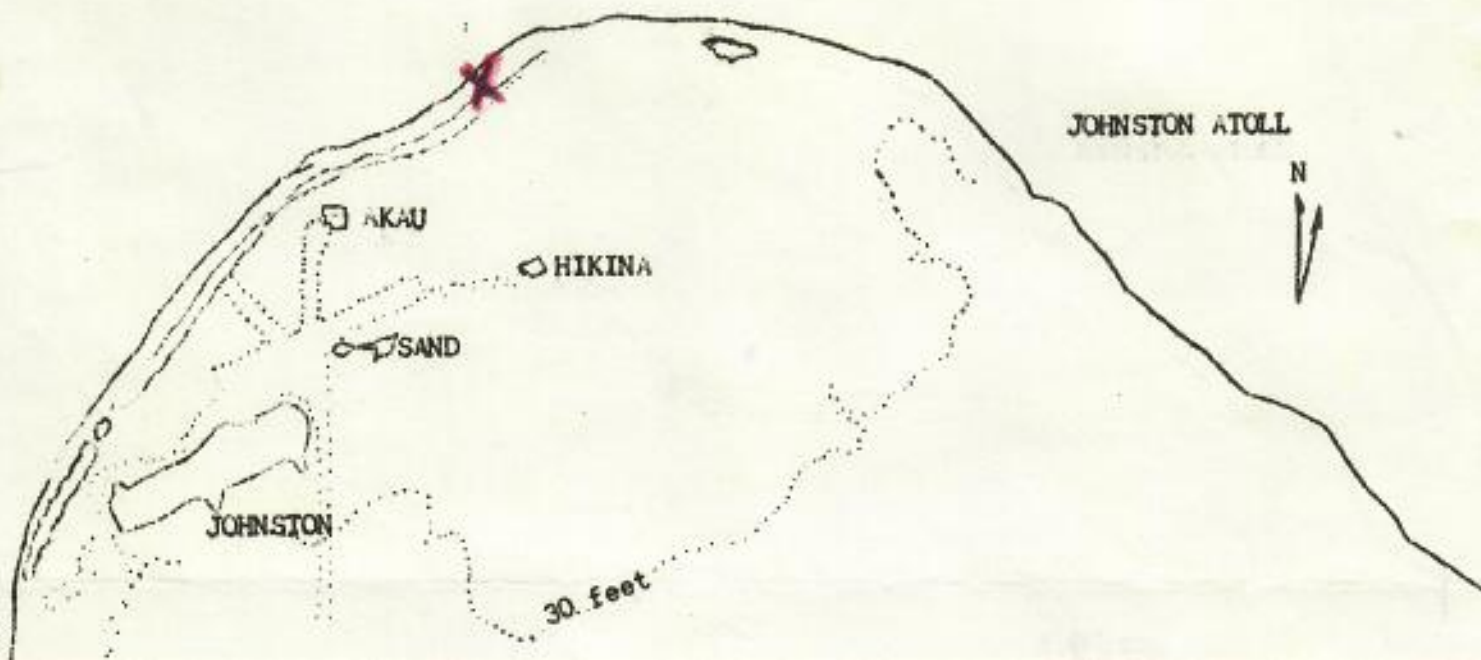 JOHNSTON ATOLL
N
AKAU
HIKINA
SAND
JOHNSTON
30 feet